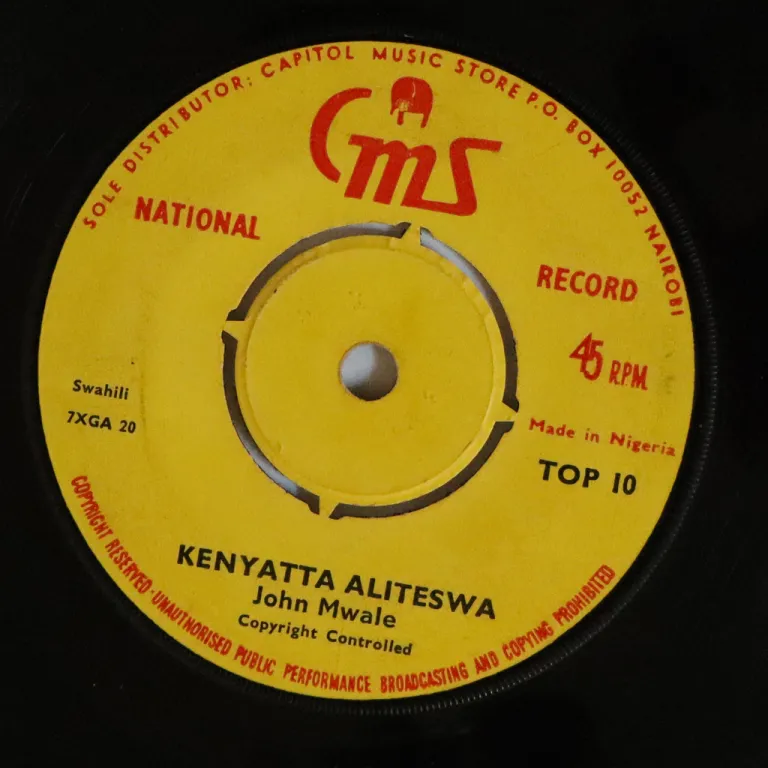 SOLE DISTRIBUTOR: CAPITOL MUSIC STORE P.O. BOX 10052 NAIROBI
CMS
NATIONAL
RECORD
45 R.P.M.
Swahili
7XGA 20
Made in Nigeria
TOP 10
KENYATTA ALITESWA
John Mwale
Copyright Controlled
COPYRIGHT RESERVED·UNAUTHORISED PUBLIC PERFORMANCE BROADCASTING AND COPYING PROHIBITED